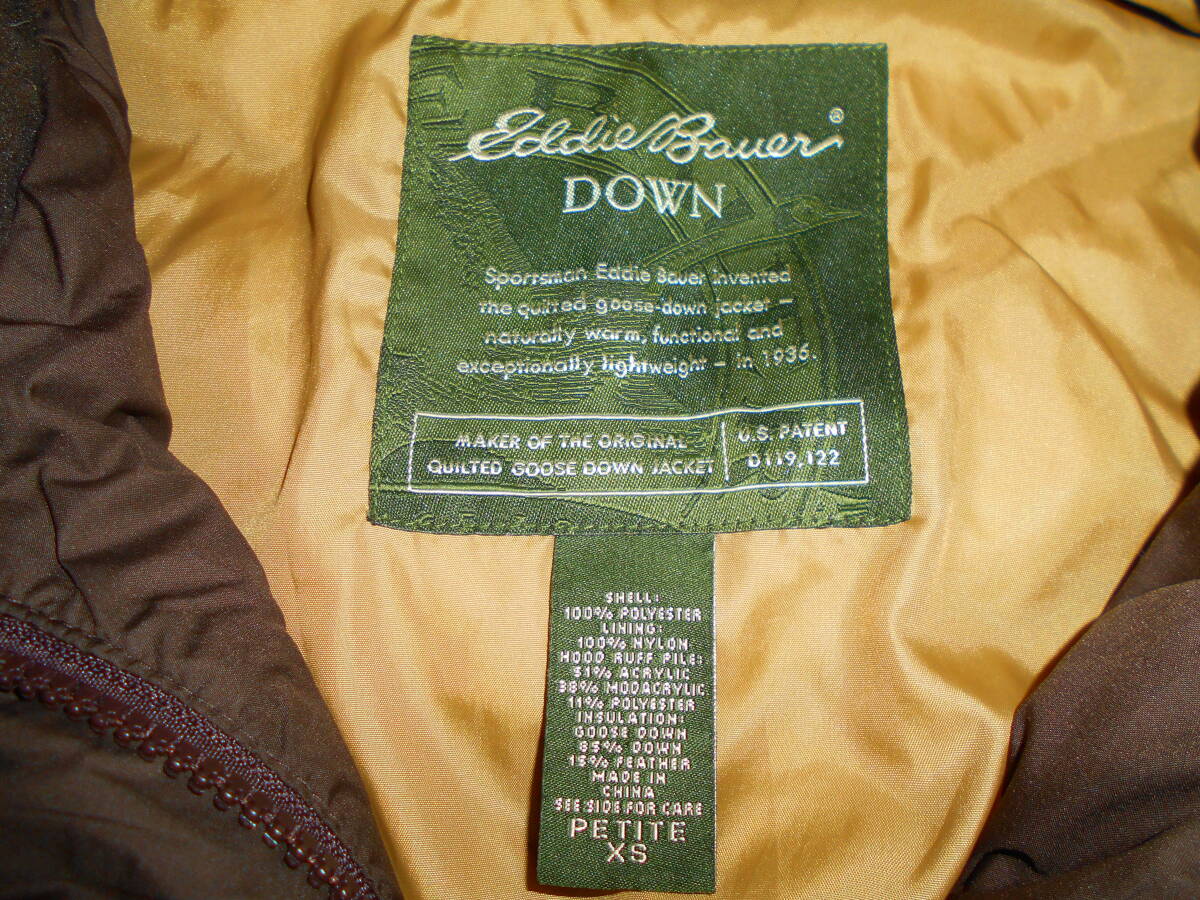 Eddie Bauer®
DOWN
Sportsman Eddie Bauer invented
the quilted goose-down jacket –
naturally warm, functional and
exceptionally lightweight – in 1936.
MAKER OF THE ORIGINAL
QUILTED GOOSE DOWN JACKET
U.S. PATENT
D119,122
SHELL:
100% POLYESTER
LINING:
100% NYLON
HOOD RUFF PILE:
51% ACRYLIC
38% MODACRYLIC
11% POLYESTER
INSULATION:
GOOSE DOWN
85% DOWN
15% FEATHER
MADE IN
CHINA
SEE SIDE FOR CARE
PETITE
XS